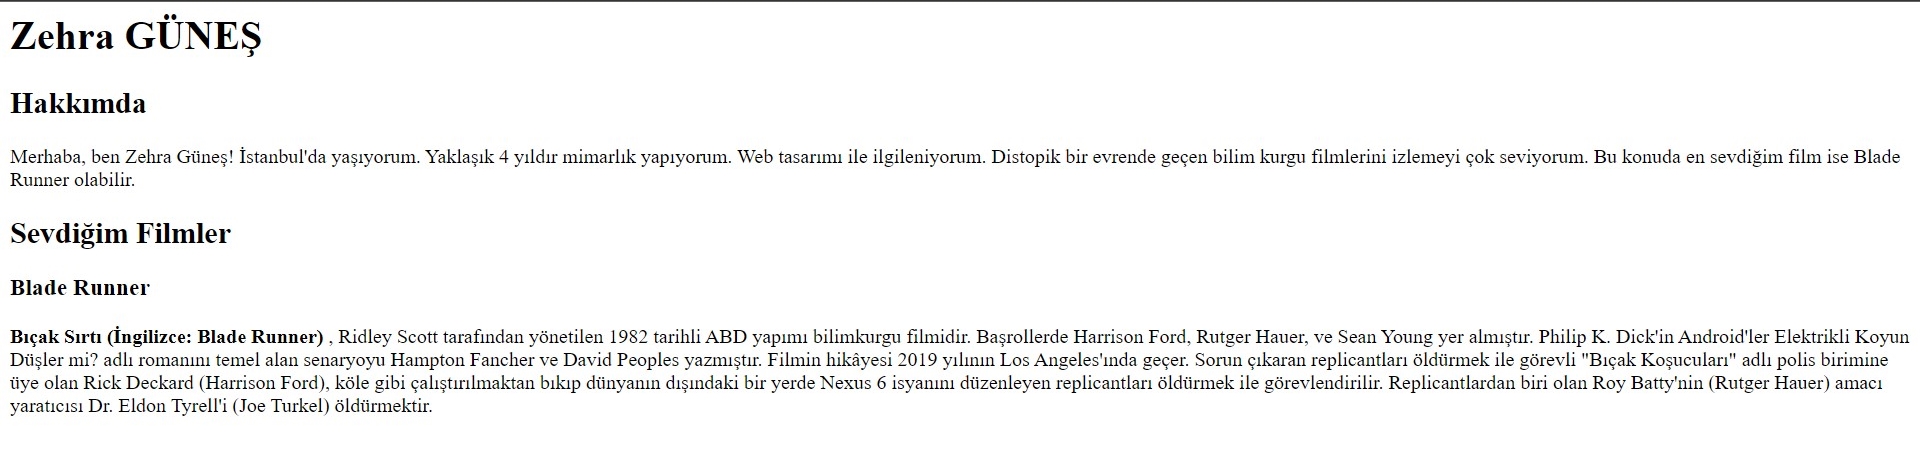 Zehra GÜNEŞ
Hakkımda
Merhaba, ben Zehra Güneş! İstanbul'da yaşıyorum. Yaklaşık 4 yıldır mimarlık yapıyorum. Web tasarımı ile ilgileniyorum. Distopik bir evrende geçen bilim kurgu filmlerini izlemeyi çok seviyorum. Bu konuda en sevdiğim film ise Blade
Runner olabilir.
Sevdiğim Filmler
Blade Runner
Bıçak Sırtı (İngilizce: Blade Runner) , Ridley Scott tarafından yönetilen 1982 tarihli ABD yapımı bilimkurgu filmidir. Başrollerde Harrison Ford, Rutger Hauer, ve Sean Young yer almıştır. Philip K. Dick'in Android'ler Elektrikli Koyun
Düşler mi? adlı romanını temel alan senaryoyu Hampton Fancher ve David Peoples yazmıştır. Filmin hikâyesi 2019 yılının Los Angeles'ında geçer. Sorun çıkaran replicantları öldürmek ile görevli "Bıçak Koşucuları" adlı polis birimine
üye olan Rick Deckard (Harrison Ford), köle gibi çalıştırılmaktan bıkıp dünyanın dışındaki bir yerde Nexus 6 isyanını düzenleyen replicantları öldürmek ile görevlendirilir. Replicantlardan biri olan Roy Batty'nin (Rutger Hauer) amacı
yaratıcısı Dr. Eldon Tyrell'i (Joe Turkel) öldürmektir.